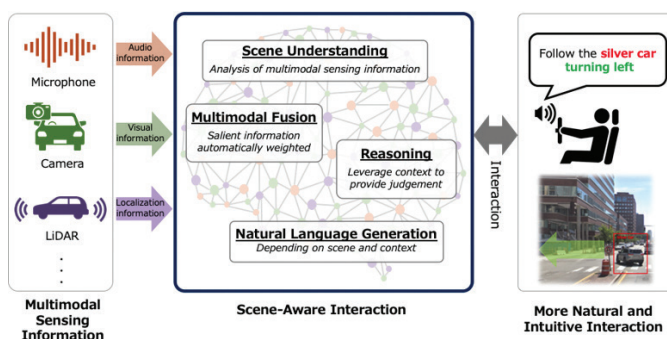 Microphone
Camera
LiDAR
Multimodal
Sensing
Information
Audio
information
Visual
information
Localization
information
Scene Understanding
Analysis of multimodal sensing information
Multimodal Fusion
Salient information
automatically weighted
Reasoning
Leverage context to
provide judgement
Natural Language Generation
Depending on scene and context
Scene-Aware Interaction
Interaction
Follow the silver car
turning left
More Natural and
Intuitive Interaction